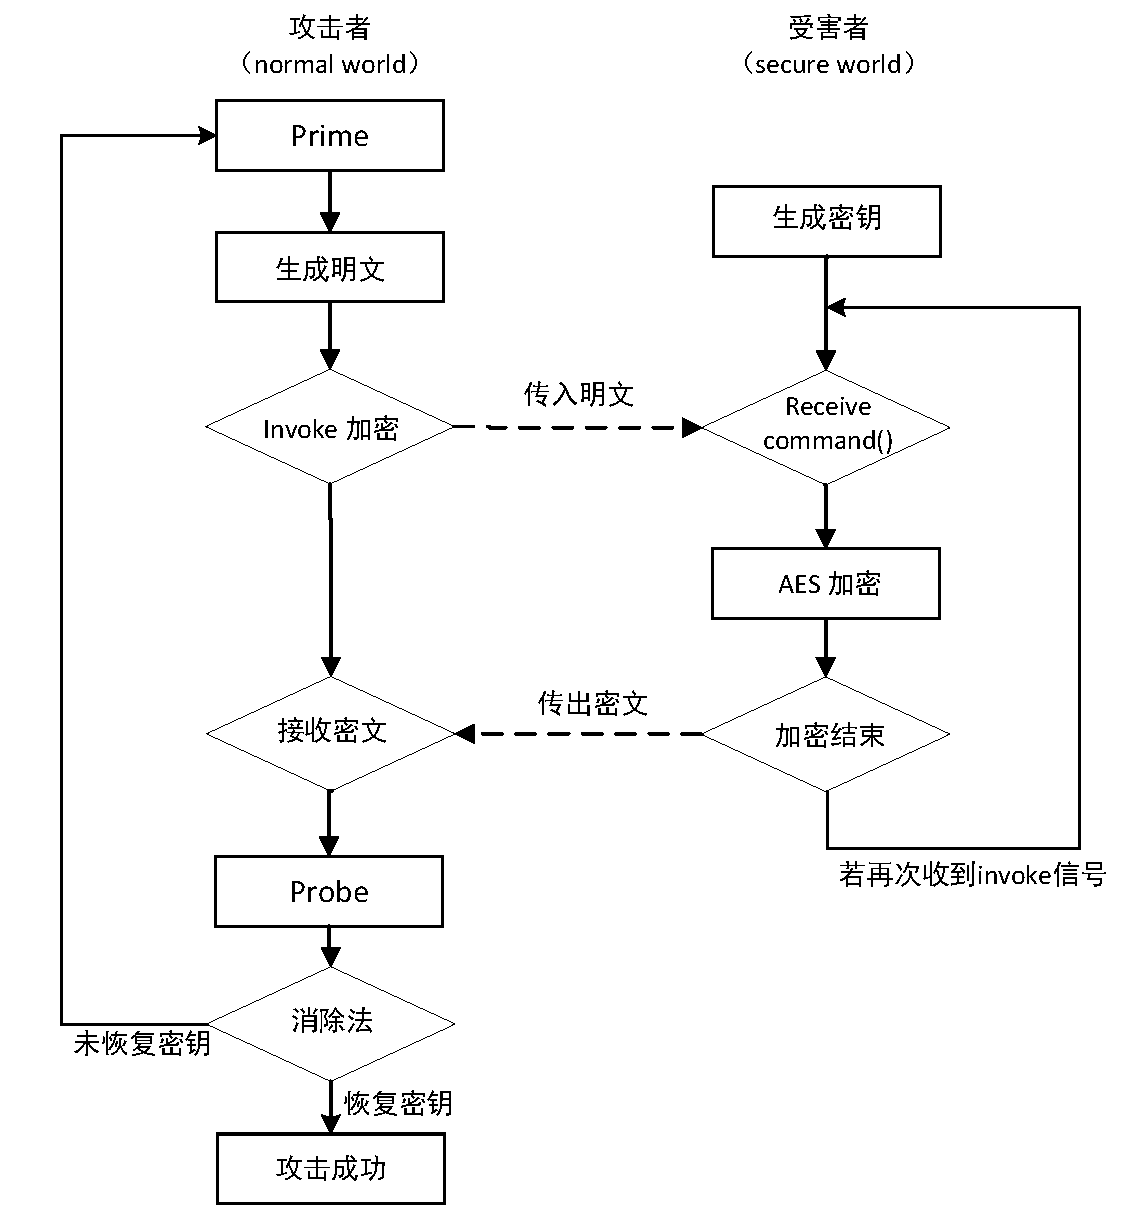 攻击者
（normal world）
受害者
（secure world）
Prime
生成密钥
生成明文
Invoke 加密
传入明文
Receive
command()
AES 加密
接收密文
传出密文
加密结束
若再次收到invoke信号
Probe
消除法
未恢复密钥
恢复密钥
攻击成功